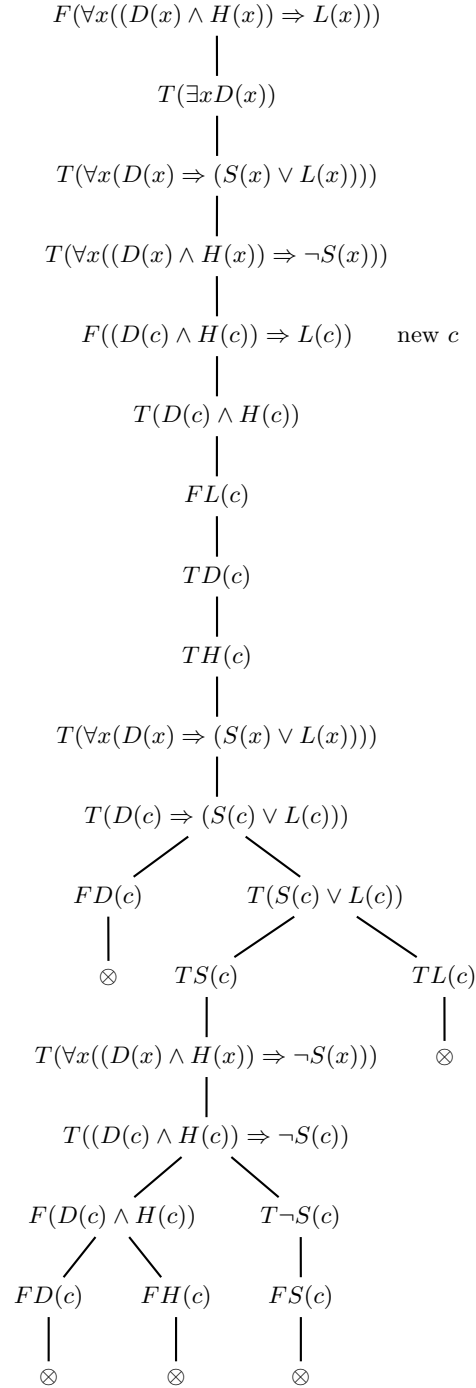 F(∀x((D(x) ∧ H(x)) ⇒ L(x)))
T(∃xD(x))
T(∀x(D(x) ⇒ (S(x) ∨ L(x))))
T(∀x((D(x) ∧ H(x)) ⇒ ¬S(x)))
F((D(c) ∧ H(c)) ⇒ L(c)) new c
T(D(c) ∧ H(c))
FL(c)
TD(c)
TH(c)
T(∀x(D(x) ⇒ (S(x) ∨ L(x))))
T(D(c) ⇒ (S(c) ∨ L(c)))
FD(c) T(S(c) ∨ L(c))
⊗ TS(c) TL(c)
T(∀x((D(x) ∧ H(x)) ⇒ ¬S(x))) ⊗
T((D(c) ∧ H(c)) ⇒ ¬S(c))
F(D(c) ∧ H(c)) T¬S(c)
FD(c) FH(c) FS(c)
⊗ ⊗ ⊗